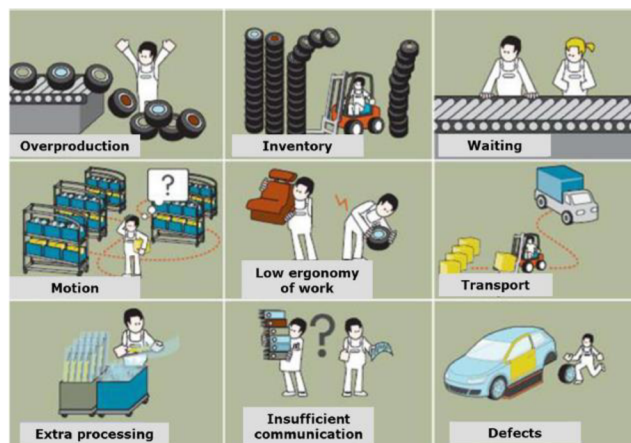 Overproduction
Inventory
Waiting
?
Motion
Low ergonomy
of work
Transport
Extra processing
?
Insufficient
communication
Defects